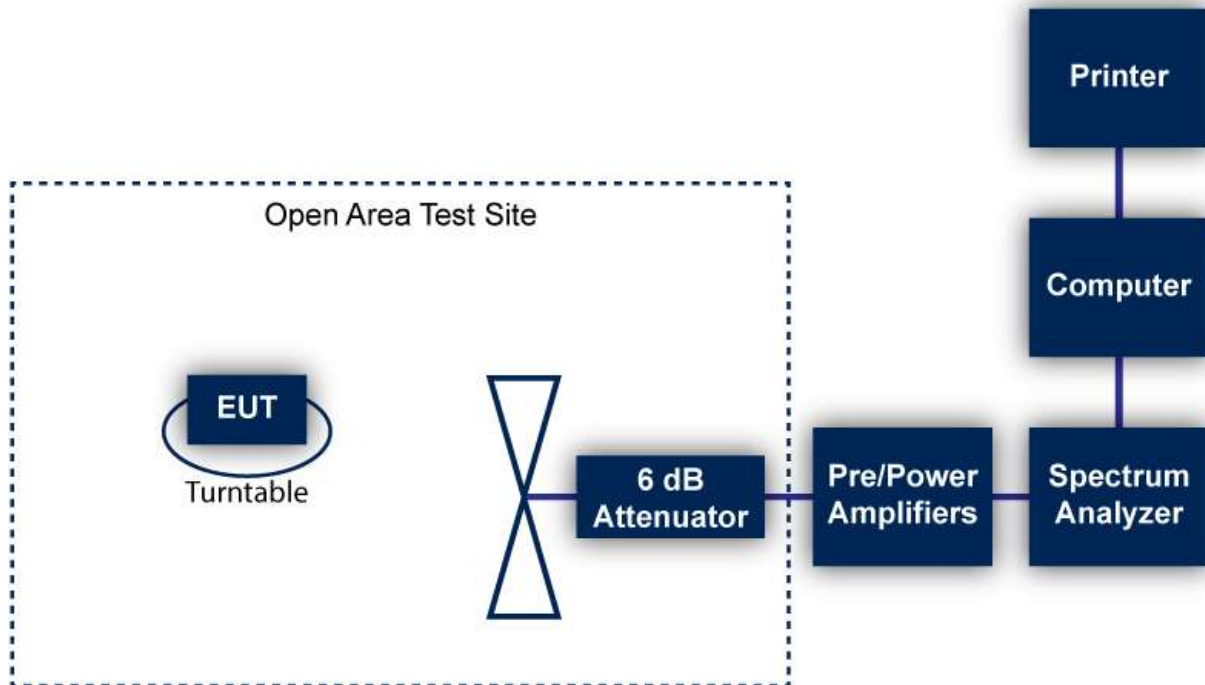 Printer
Open Area Test Site
Computer
EUT
Turntable
6 dB
Attenuator
Pre/Power
Amplifiers
Spectrum
Analyzer